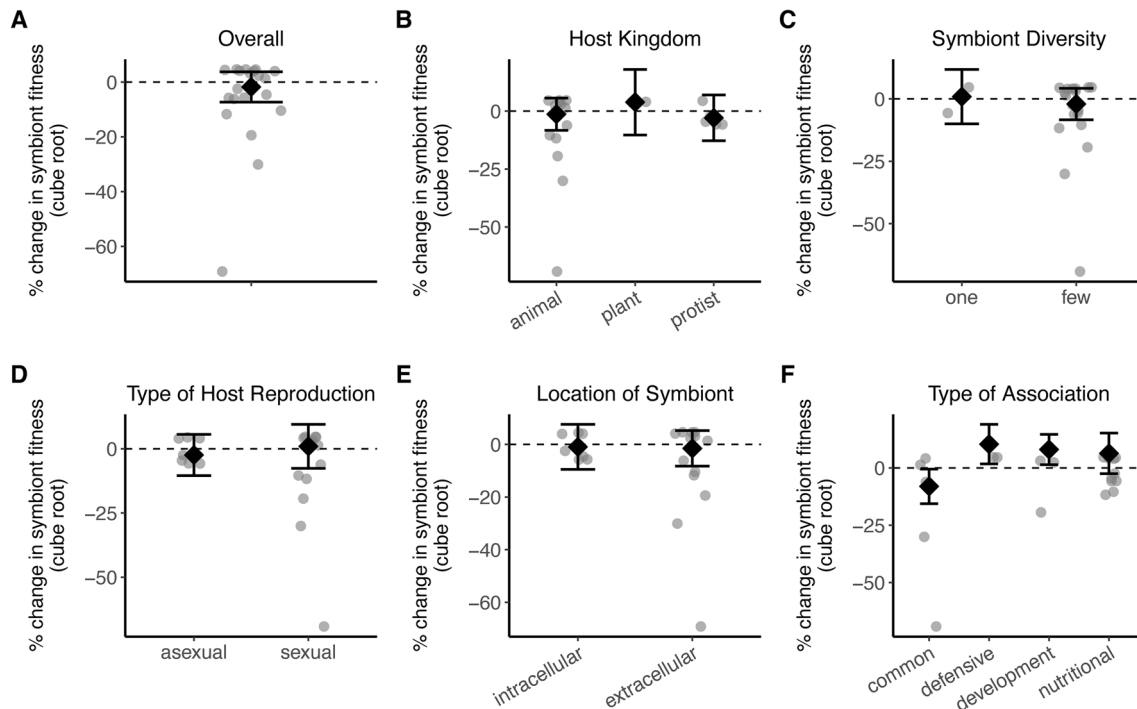 A
Overall
% change in symbiont fitness
(cube root)
0
−20
−40
−60
B
Host Kingdom
% change in symbiont fitness
(cube root)
0
−25
−50
animal
plant
protist
C
Symbiont Diversity
% change in symbiont fitness
(cube root)
0
−50
one
few
D
Type of Host Reproduction
% change in symbiont fitness
(cube root)
0
−25
−50
asexual
sexual
E
Location of Symbiont
% change in symbiont fitness
(cube root)
0
−20
−40
−60
intracellular
extracellular
F
Type of Association
% change in symbiont fitness
(cube root)
0
−25
−50
common
defensive
development
nutritional